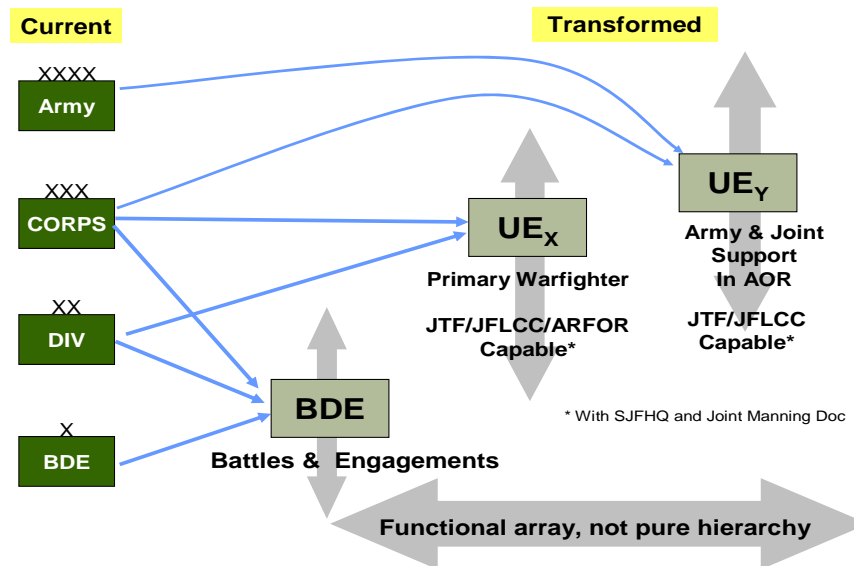 Current
Transformed
XXXX
Army
XXX
CORPS
XX
DIV
X
BDE
BDE
Battles & Engagements
UEX
Primary Warfighter
JTF/JFLCC/ARFOR
Capable*
UEY
Army & Joint
Support
In AOR
JTF/JFLCC
Capable*
* With SJFHQ and Joint Manning Doc
Functional array, not pure hierarchy